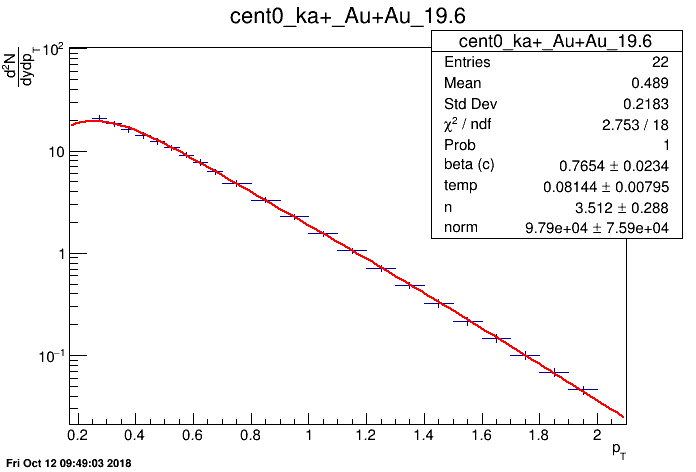 cent0_ka+_Au+Au_19.6
cent0_ka+_Au+Au_19.6
Entries 22
Mean 0.489
Std Dev 0.2183
χ² / ndf 2.753 / 18
Prob 1
beta (c) 0.7654 ± 0.0234
temp 0.08144 ± 0.00795
n 3.512 ± 0.288
norm 9.79e+04 ± 7.59e+04
d²N
dydp_T
10²
10
1
10⁻¹
0.2 0.4 0.6 0.8 1 1.2 1.4 1.6 1.8 2
p_T
Fri Oct 12 09:49:03 2018